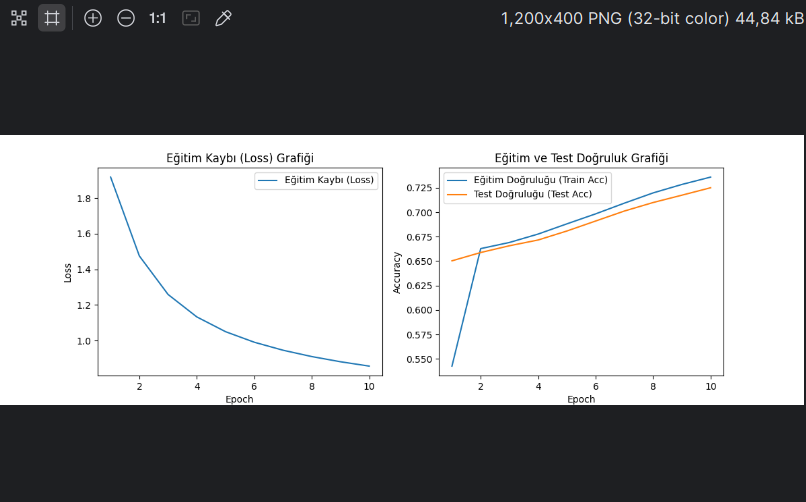 1:1
1,200x400 PNG (32-bit color) 44,84 kB
Eğitim Kaybı (Loss) Grafiği
Eğitim Kaybı (Loss)
Loss
1.8
1.6
1.4
1.2
1.0
2 4 6 8 10
Epoch
Eğitim ve Test Doğruluk Grafiği
Eğitim Doğruluğu (Train Acc)
Test Doğruluğu (Test Acc)
Accuracy
0.725
0.700
0.675
0.650
0.625
0.600
0.575
0.550
2 4 6 8 10
Epoch